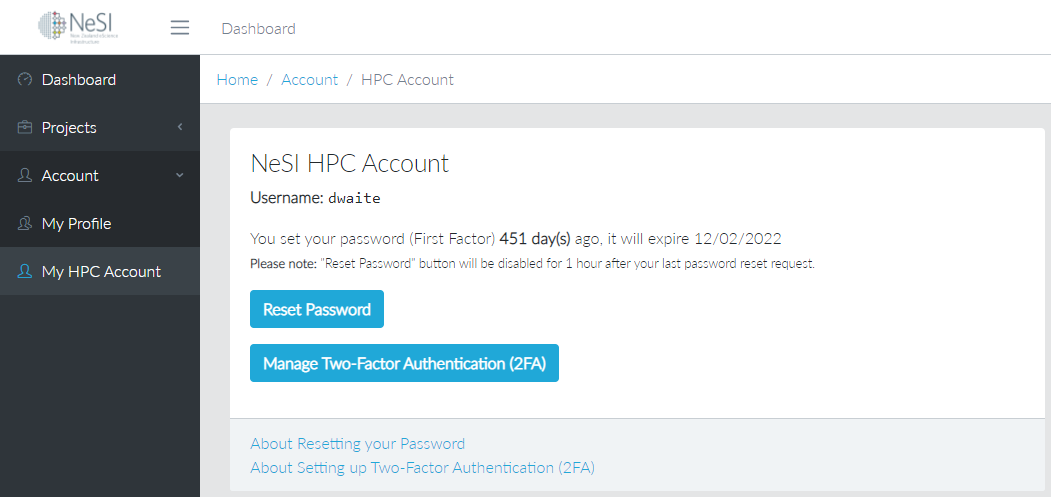 NeSI
New Zealand eScience
Infrastructure
Dashboard
Dashboard
Projects
Account
My Profile
My HPC Account
Home / Account / HPC Account
NeSI HPC Account
Username: dwaite
You set your password (First Factor) 451 day(s) ago, it will expire 12/02/2022
Please note: "Reset Password" button will be disabled for 1 hour after your last password reset request.
Reset Password
Manage Two-Factor Authentication (2FA)
About Resetting your Password
About Setting up Two-Factor Authentication (2FA)